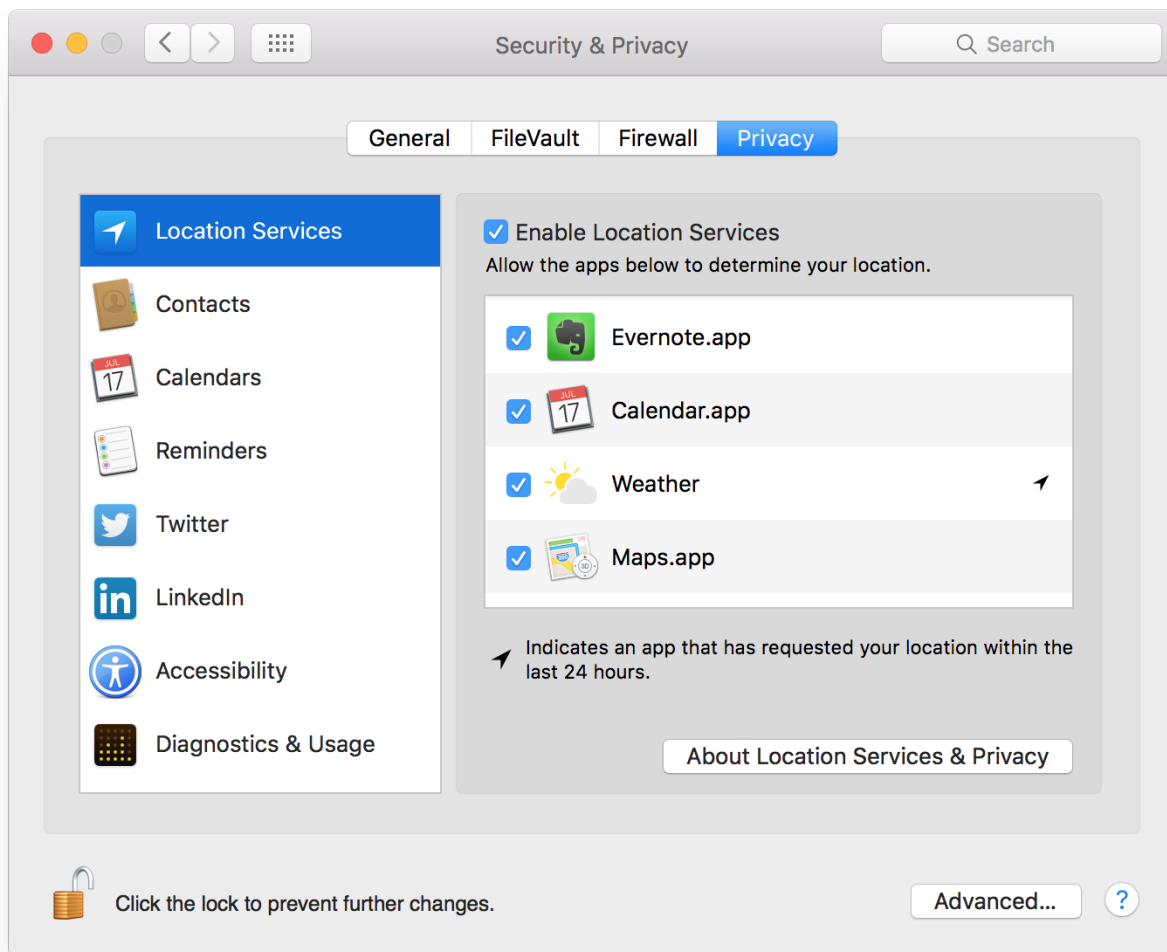 Security & Privacy
Search
General
FileVault
Firewall
Privacy
Location Services
Contacts
JUL
17
Calendars
Reminders
Twitter
in
LinkedIn
Accessibility
Diagnostics & Usage
Enable Location Services
Allow the apps below to determine your location.
Evernote.app
JUL
17
Calendar.app
Weather
3D
Maps.app
Indicates an app that has requested your location within the
last 24 hours.
About Location Services & Privacy
Click the lock to prevent further changes.
Advanced...
?